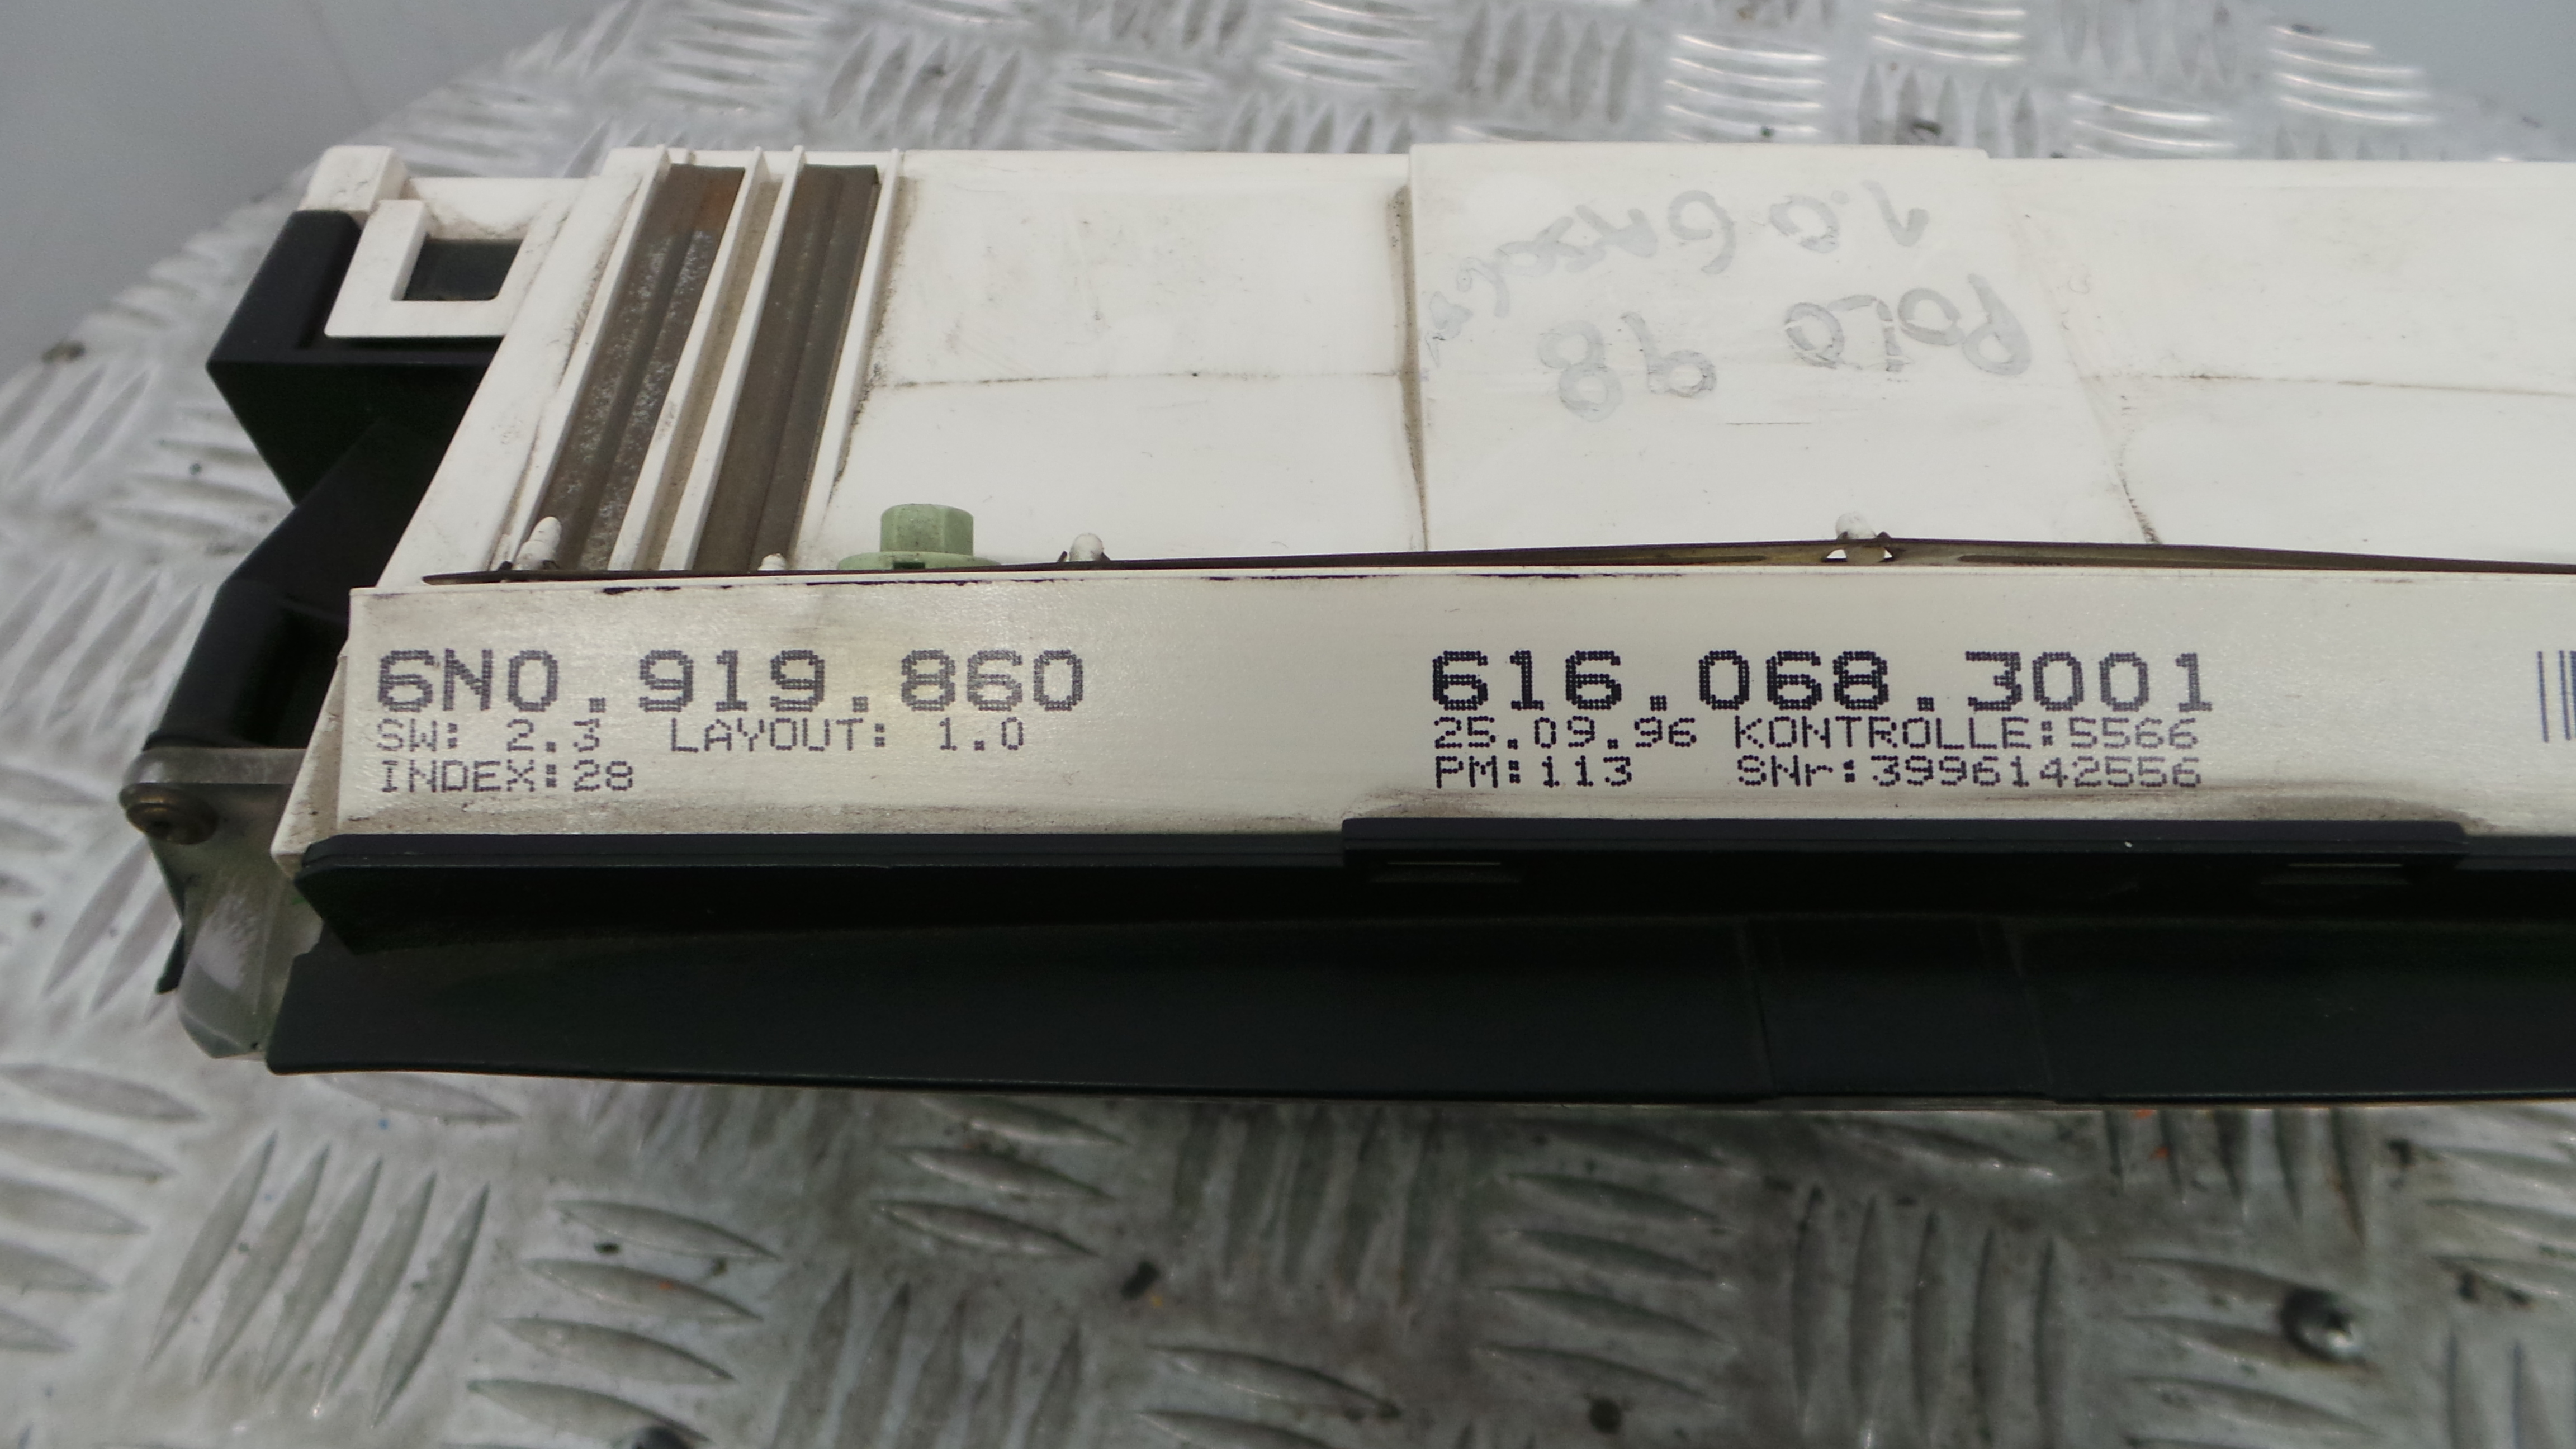 1.0
POLO 98
6N0.919.860
SW: 2.3 LAYOUT: 1.0
INDEX:28
616.068.3001
25.09.96 KONTROLLE:5566
PM:113 SNr:3996142556